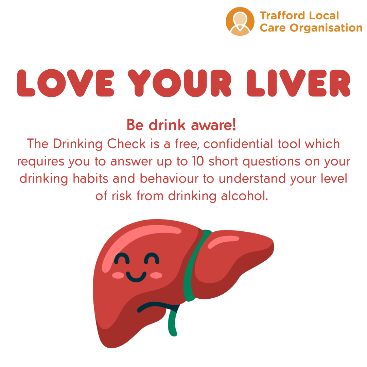 Trafford Local
Care Organisation
LOVE YOUR LIVER
Be drink aware!
The Drinking Check is a free, confidential tool which
requires you to answer up to 10 short questions on your
drinking habits and behaviour to understand your level
of risk from drinking alcohol.